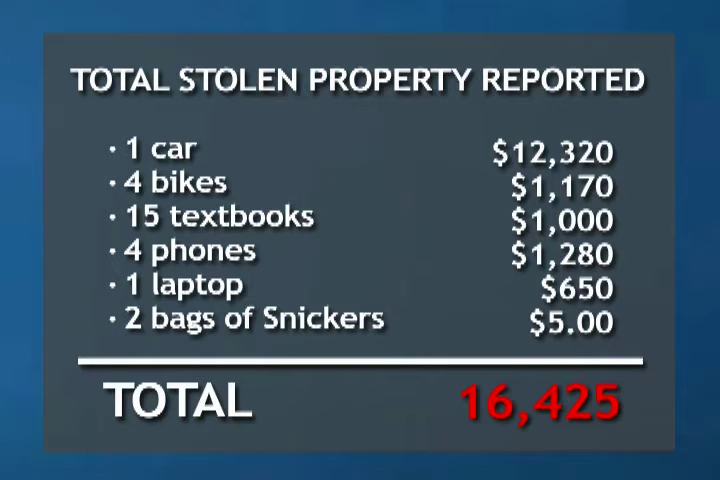 TOTAL STOLEN PROPERTY REPORTED
· 1 car $12,320
· 4 bikes $1,170
· 15 textbooks $1,000
· 4 phones $1,280
· 1 laptop $650
· 2 bags of Snickers $5.00
TOTAL 16,425